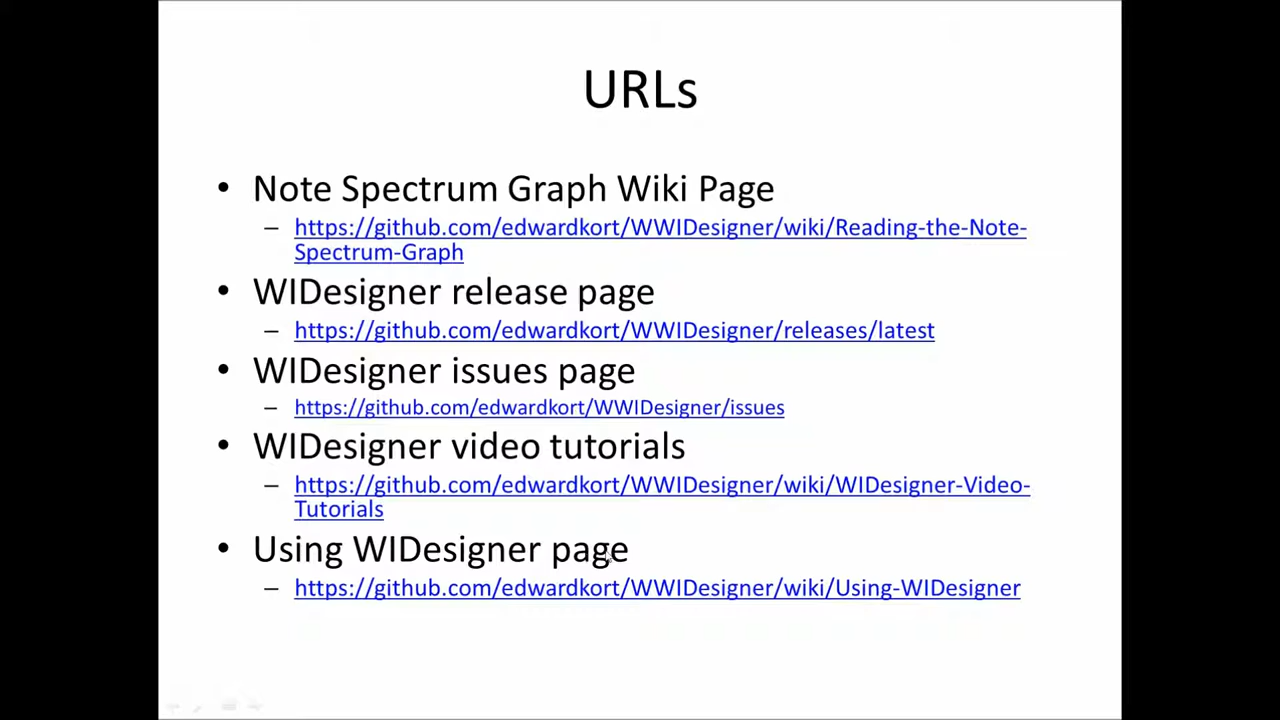 URLs
• Note Spectrum Graph Wiki Page
– https://github.com/edwardkort/WWIDesigner/wiki/Reading-the-Note-
Spectrum-Graph
• WIDesigner release page
– https://github.com/edwardkort/WWIDesigner/releases/latest
• WIDesigner issues page
– https://github.com/edwardkort/WWIDesigner/issues
• WIDesigner video tutorials
– https://github.com/edwardkort/WWIDesigner/wiki/WIDesigner-Video-
Tutorials
• Using WIDesigner page
– https://github.com/edwardkort/WWIDesigner/wiki/Using-WIDesigner